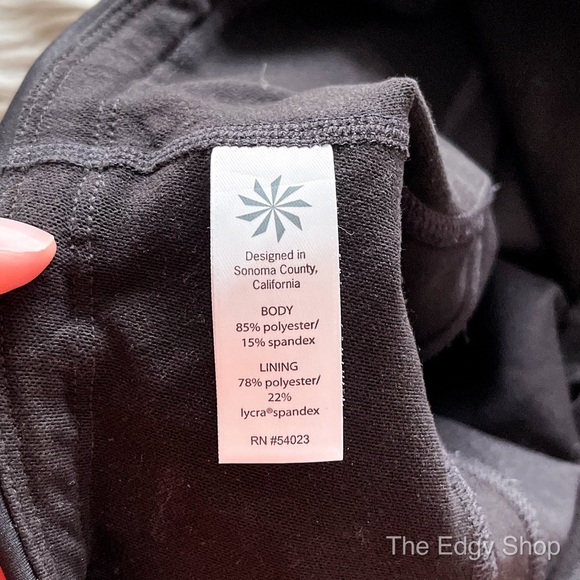 Designed in
Sonoma County,
California
BODY
85% polyester/
15% spandex
LINING
78% polyester/
22%
lycra®spandex
RN #54023
The Edgy Shop